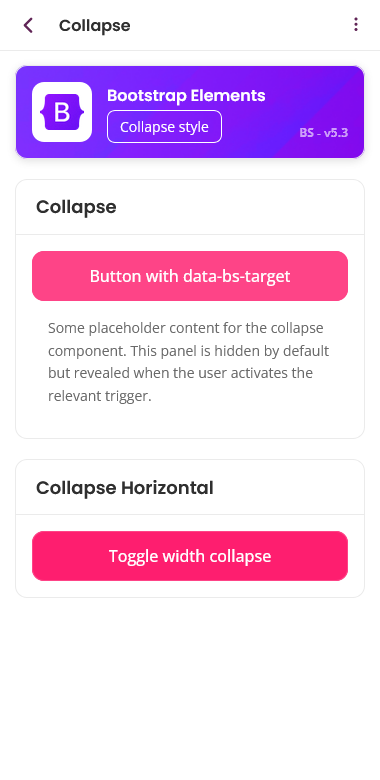 Collapse
B
Bootstrap Elements
Collapse style
BS - v5.3
Collapse
Button with data-bs-target
Some placeholder content for the collapse
component. This panel is hidden by default
but revealed when the user activates the
relevant trigger.
Collapse Horizontal
Toggle width collapse